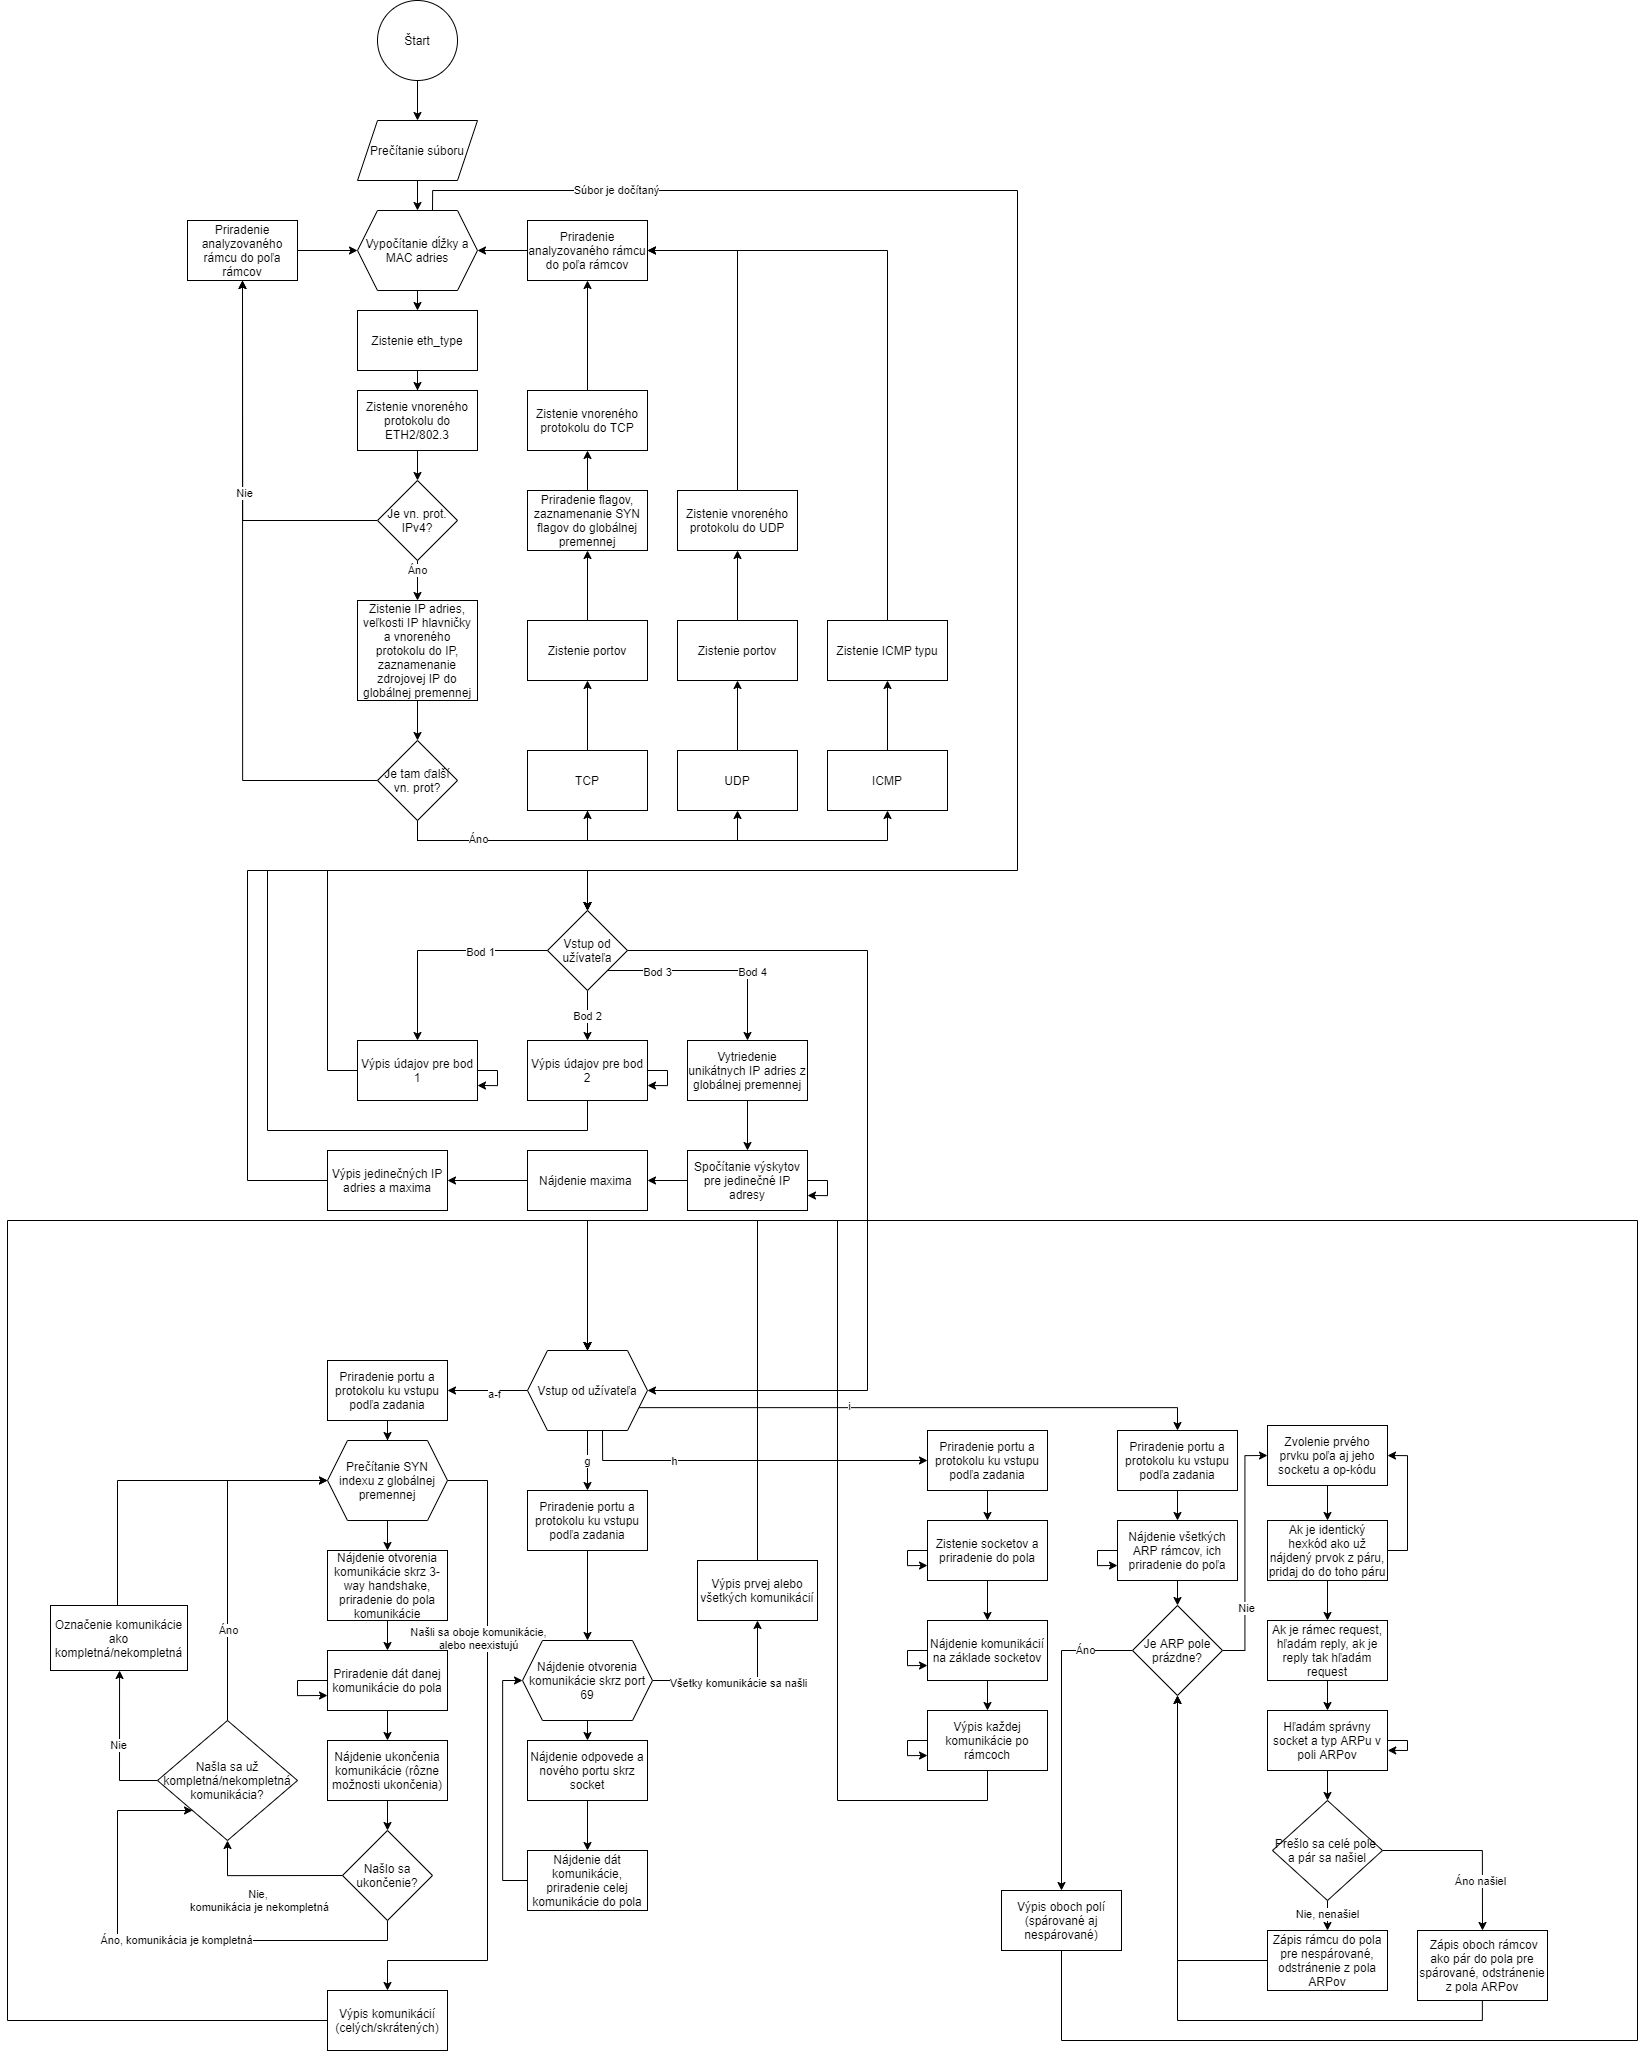 Štart
Prečítanie súboru
Súbor je dočítaný
Priradenie
analyzovaného
rámcu do poľa
rámcov
Vypočítanie dĺžky a
MAC adries
Priradenie
analyzovaného rámcu
do poľa rámcov
Zistenie eth_type
Zistenie vnoreného
protokolu do
ETH2/802.3
Zistenie vnoreného
protokolu do TCP
Nie
Je vn. prot.
IPv4?
Priradenie flagov,
zaznamenanie SYN
flagov do globálnej
premennej
Zistenie vnoreného
protokolu do UDP
Áno
Zistenie IP adries,
veľkosti IP hlavničky
a vnoreného
protokolu do IP,
zaznamenanie
zdrojovej IP do
globálnej premennej
Zistenie portov
Zistenie portov
Zistenie ICMP typu
Je tam ďalší
vn. prot?
TCP
UDP
ICMP
Áno
Vstup od
užívateľa
Bod 1
Bod 3
Bod 4
Bod 2
Výpis údajov pre bod
1
Výpis údajov pre bod
2
Vytriedenie
unikátnych IP adries z
globálnej premennej
Výpis jedinečných IP
adries a maxima
Nájdenie maxima
Spočítanie výskytov
pre jedinečné IP
adresy
Priradenie portu a
protokolu ku vstupu
podľa zadania
a-f
Vstup od užívateľa
i
g
h
Prečítanie SYN
indexu z globálnej
premennej
Priradenie portu a
protokolu ku vstupu
podľa zadania
Priradenie portu a
protokolu ku vstupu
podľa zadania
Priradenie portu a
protokolu ku vstupu
podľa zadania
Zvolenie prvého
prvku poľa aj jeho
socketu a op-kódu
Nájdenie otvorenia
komunikácie skrz 3-
way handshake,
priradenie do pola
komunikácie
Výpis prvej alebo
všetkých komunikácií
Zistenie socketov a
priradenie do pola
Nájdenie všetkých
ARP rámcov, ich
priradenie do poľa
Ak je identický
hexkód ako už
nájdený prvok z páru,
pridaj do do toho páru
Označenie komunikácie
ako
kompletná/nekompletná
Áno
Našli sa oboje komunikácie,
alebo neexistujú
Nie
Priradenie dát danej
komunikácie do pola
Nájdenie otvorenia
komunikácie skrz port
69
Všetky komunikácie sa našli
Nájdenie komunikácií
na základe socketov
Áno
Je ARP pole
prázdne?
Ak je rámec request,
hľadám reply, ak je
reply tak hľadám
request
Nie
Našla sa už
kompletná/nekompletná
komunikácia?
Nájdenie ukončenia
komunikácie (rôzne
možnosti ukončenia)
Nájdenie odpovede a
nového portu skrz
socket
Výpis každej
komunikácie po
rámcoch
Hľadám správny
socket a typ ARPu v
poli ARPov
Našlo sa
ukončenie?
Nie,
komunikácia je nekompletná
Áno, komunikácia je kompletná
Nájdenie dát
komunikácie,
priradenie celej
komunikácie do pola
Prešlo sa celé pole
a pár sa našiel
Áno našiel
Nie, nenašiel
Výpis oboch polí
(spárované aj
nespárované)
Zápis rámcu do pola
pre nespárované,
odstránenie z pola
ARPov
Zápis oboch rámcov
ako pár do pola pre
spárované, odstránenie
z pola ARPov
Výpis komunikácií
(celých/skrátených)